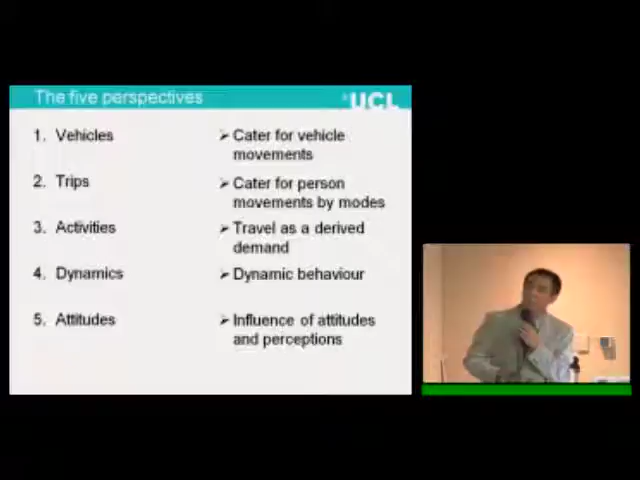 The five perspectives
UCL
1. Vehicles
➢ Cater for vehicle
movements
2. Trips
➢ Cater for person
movements by modes
3. Activities
➢ Travel as a derived
demand
4. Dynamics
➢ Dynamic behaviour
5. Attitudes
➢ Influence of attitudes
and perceptions